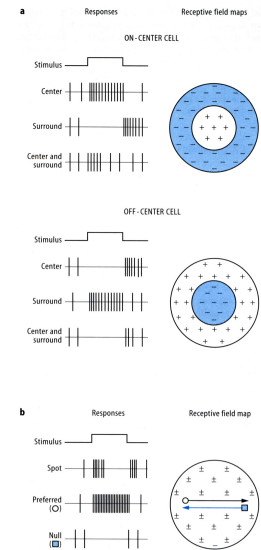 a
Responses
Receptive field maps
ON-CENTER CELL
Stimulus
Center
Surround
Center and
surround
OFF-CENTER CELL
Stimulus
Center
Surround
Center and
surround
b
Responses
Receptive field map
Stimulus
Spot
Preferred
(O)
Null